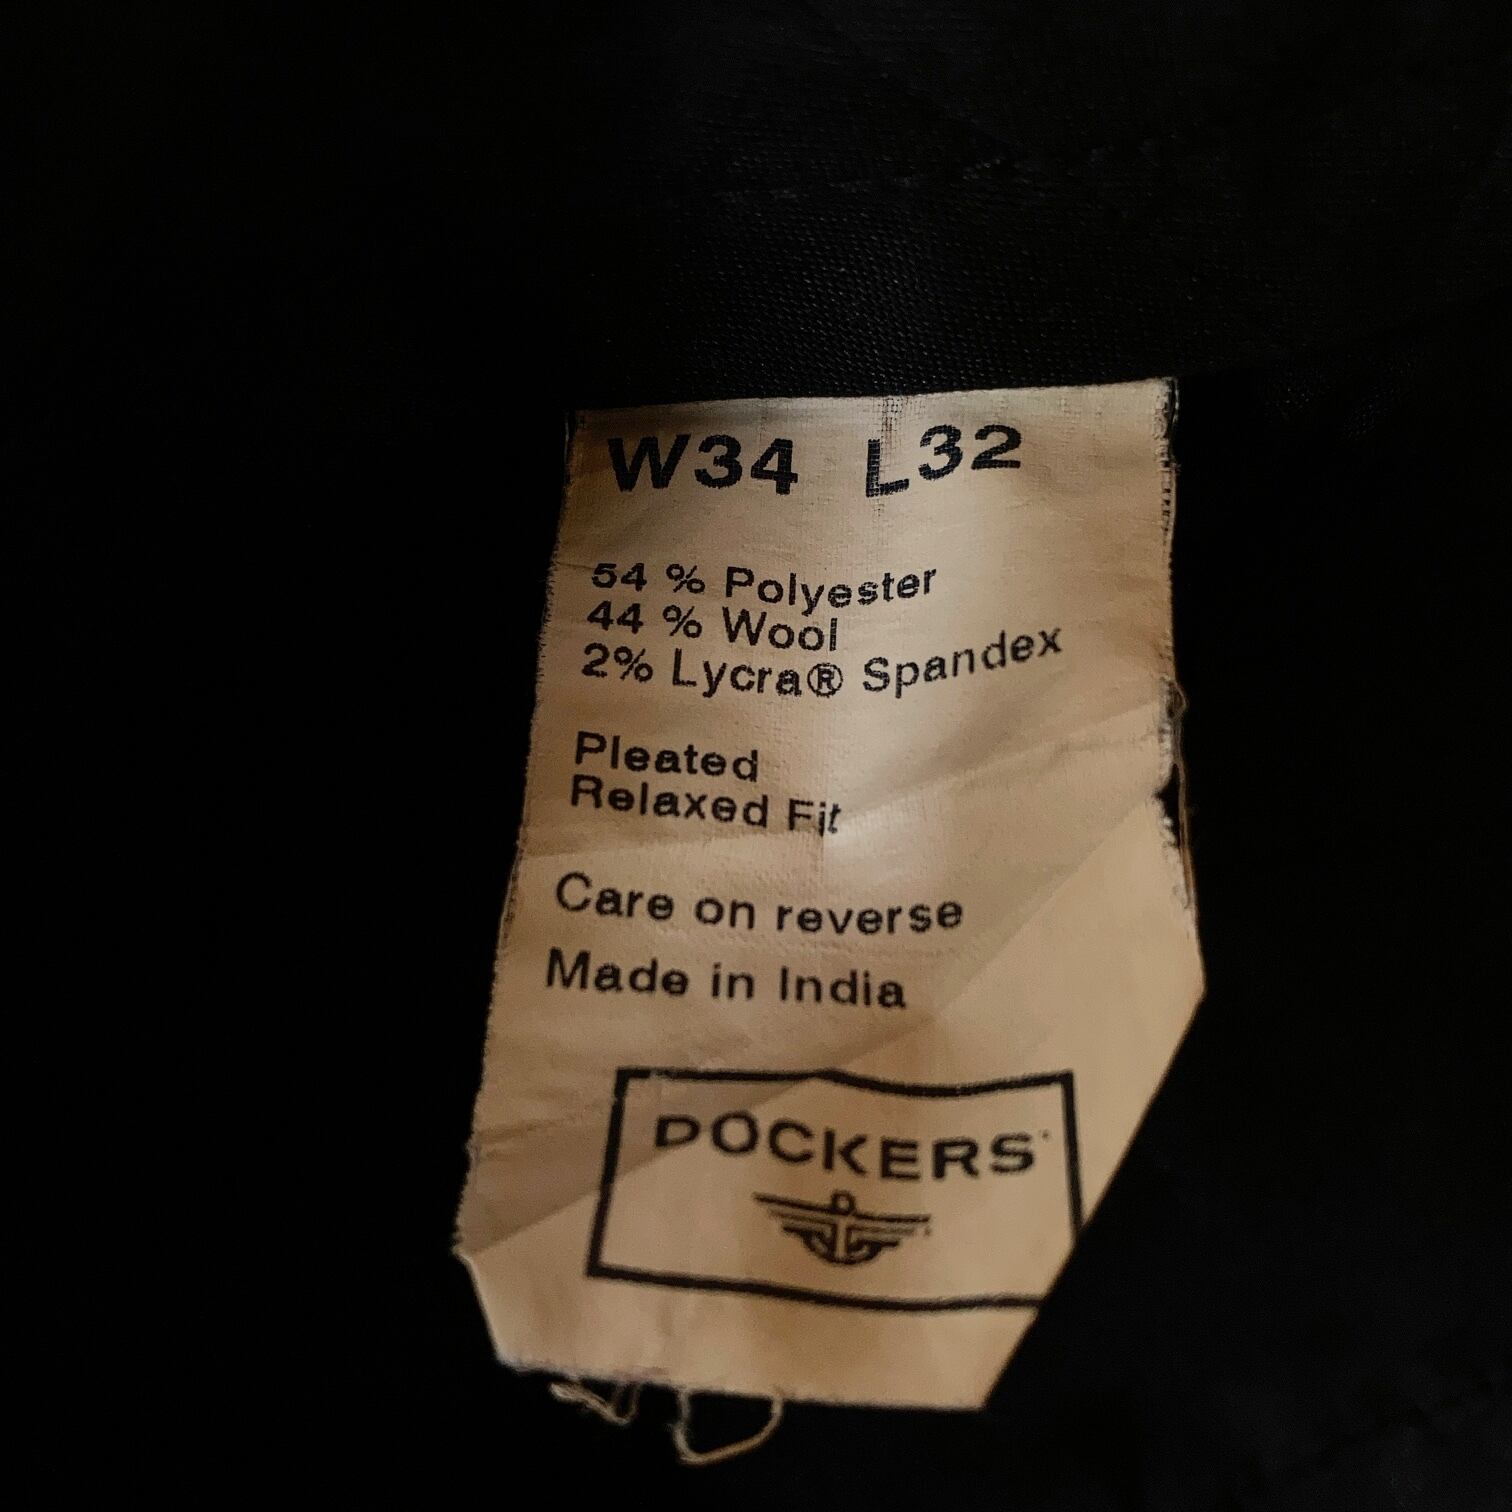 W34 L32
54 % Polyester
44 % Wool
2% Lycra® Spandex
Pleated
Relaxed Fit
Care on reverse
Made in India
DOCKERS
D